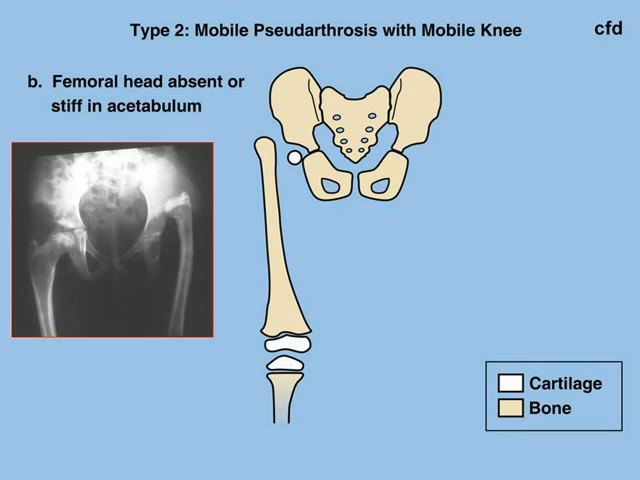 Type 2: Mobile Pseudarthrosis with Mobile Knee
cfd
b. Femoral head absent or
stiff in acetabulum
Cartilage
Bone